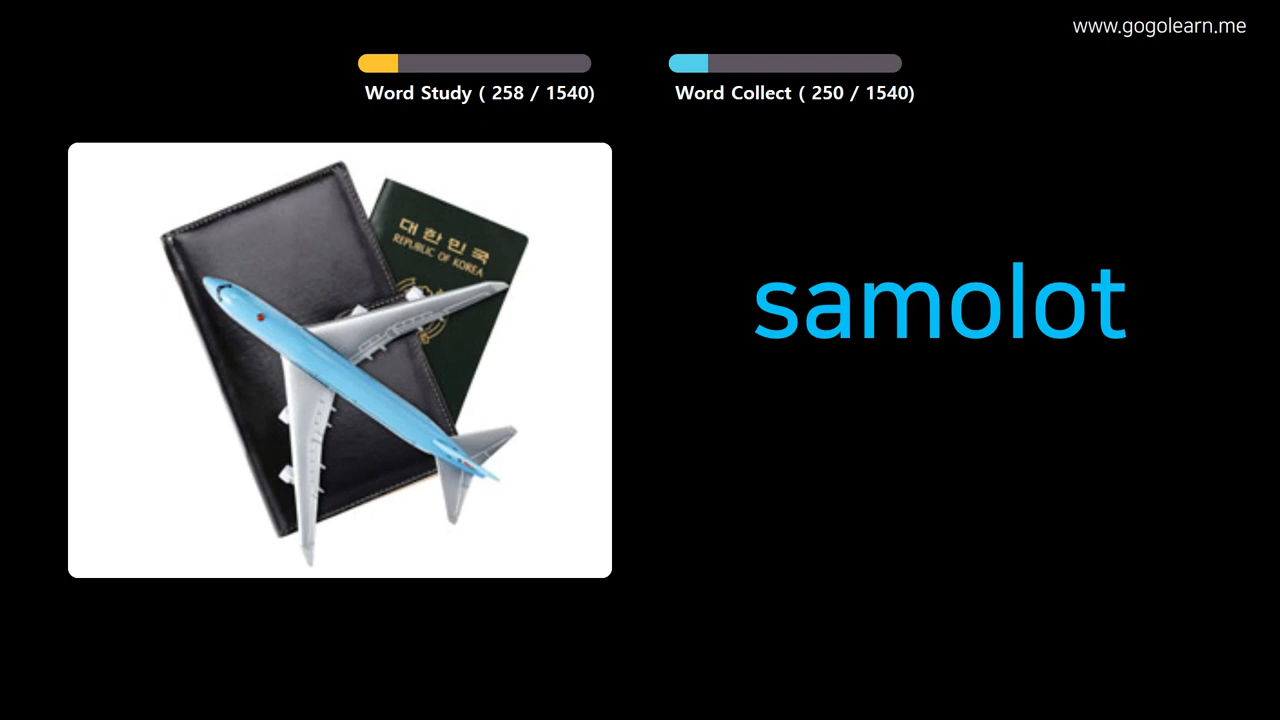 www.gogolearn.me
Word Study ( 258 / 1540)
Word Collect ( 250 / 1540)
대한민국
REPUBLIC OF KOREA
samolot